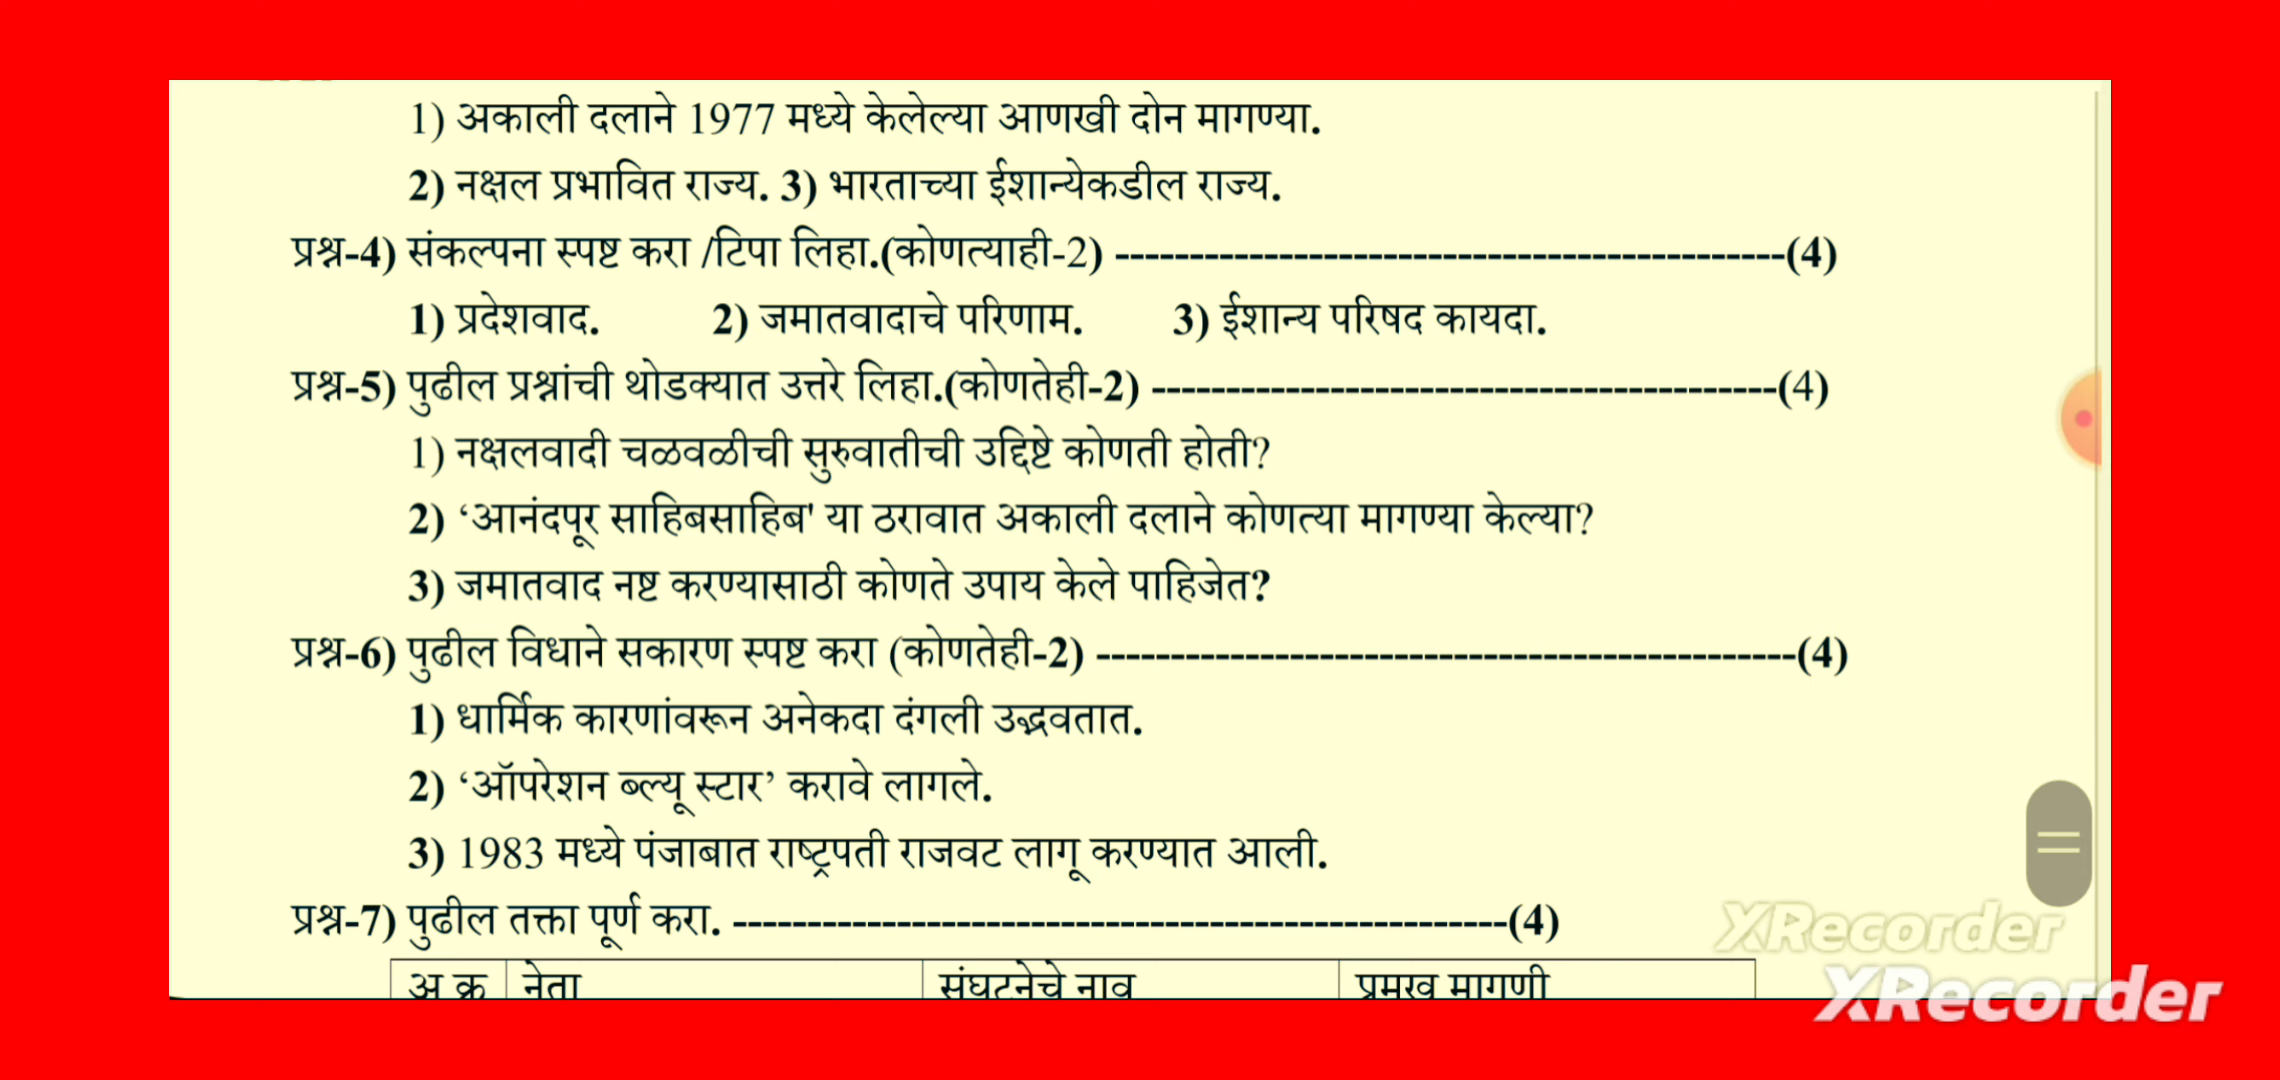 1) अकाली दलाने 1977 मध्ये केलेल्या आणखी दोन मागण्या.
2) नक्षल प्रभावित राज्य. 3) भारताच्या ईशान्येकडील राज्य.
प्रश्न-4) संकल्पना स्पष्ट करा /टिपा लिहा.(कोणत्याही-2) ---------------------------------------------(4)
1) प्रदेशवाद. 2) जमातवादाचे परिणाम. 3) ईशान्य परिषद कायदा.
प्रश्न-5) पुढील प्रश्नांची थोडक्यात उत्तरे लिहा.(कोणतेही-2) ------------------------------------------(4)
1) नक्षलवादी चळवळीची सुरुवातीची उद्दिष्टे कोणती होती?
2) ‘आनंदपूर साहिबसाहिब' या ठरावात अकाली दलाने कोणत्या मागण्या केल्या?
3) जमातवाद नष्ट करण्यासाठी कोणते उपाय केले पाहिजेत?
प्रश्न-6) पुढील विधाने सकारण स्पष्ट करा (कोणतेही-2) -----------------------------------------------(4)
1) धार्मिक कारणांवरून अनेकदा दंगली उद्भवतात.
2) ‘ऑपरेशन ब्ल्यू स्टार’ करावे लागले.
3) 1983 मध्ये पंजाबात राष्ट्रपती राजवट लागू करण्यात आली.
प्रश्न-7) पुढील तक्ता पूर्ण करा. ----------------------------------------------------(4)
अ क्र नेता संघटनेचे नाव प्रमुख मागणी
XRecorder
XRecorder